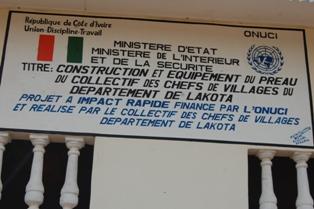 République de Côte d'Ivoire
Union-Discipline-Travail
ONUCI
MINISTERE D'ETAT
MINISTERE DE L'INTERIEUR
ET DE LA SECURITE
TITRE: CONSTRUCTION ET EQUIPEMENT DU PREAU
DU COLLECTIF DES CHEFS DE VILLAGES DU
DEPARTEMENT DE LAKOTA
PROJET A IMPACT RAPIDE FINANCE PAR L'ONUCI
ET REALISE PAR LE COLLECTIF DES CHEFS DE VILLAGES
DEPARTEMENT DE LAKOTA